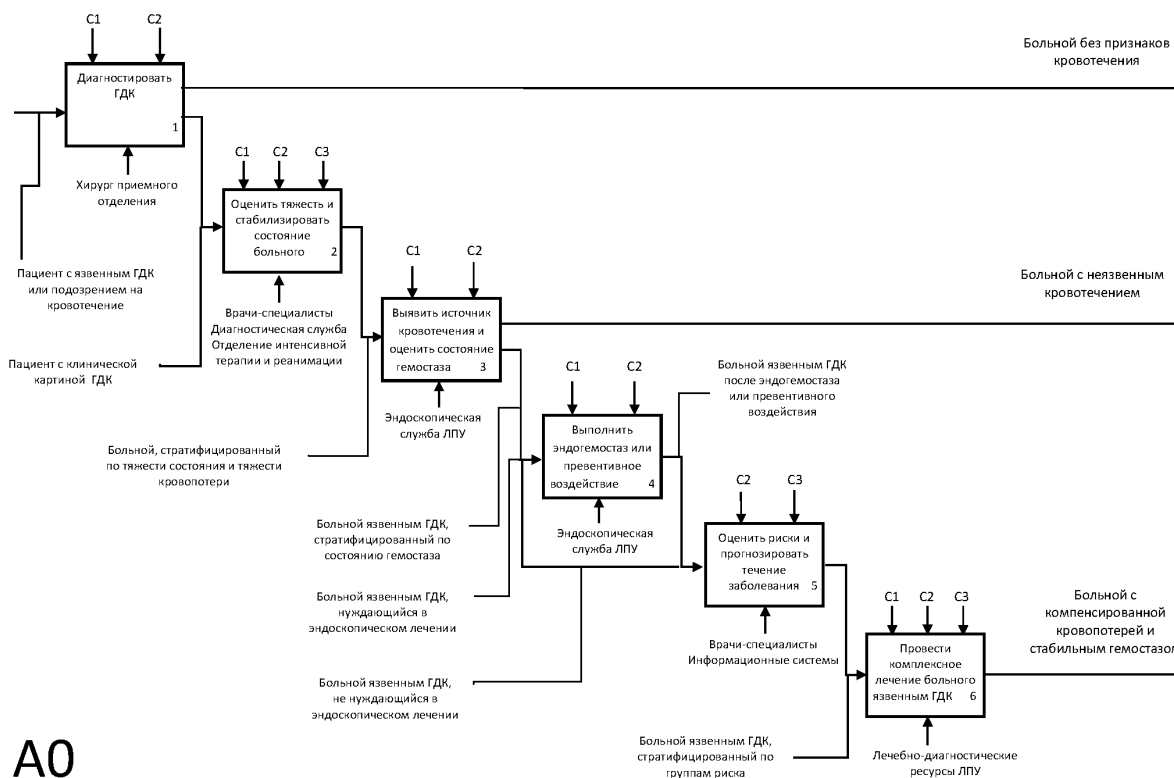 C1
C2
Диагностировать
ГДК
1
Хирург приемного
отделения
Больной без признаков
кровотечения
Пациент с язвенным ГДК
или подозрением на
кровотечение
C1
C2
C3
Оценить тяжесть и
стабилизировать
состояние
больного
2
Врачи-специалисты
Диагностическая служба
Отделение интенсивной
терапии и реанимации
Пациент с клинической
картиной ГДК
C1
C2
Выявить источник
кровотечения и
оценить состояние
гемостаза
3
Эндоскопическая
служба ЛПУ
Больной с неязвенным
кровотечением
Больной, стратифицированный
по тяжести состояния и тяжести
кровопотери
C1
C2
Выполнить
эндогемостаз или
превентивное
воздействие
4
Эндоскопическая
служба ЛПУ
Больной язвенным ГДК
после эндогемостаза
или превентивного
воздействия
Больной язвенным ГДК,
стратифицированный по
состоянию гемостаза
Больной язвенным ГДК,
нуждающийся в
эндоскопическом лечении
Больной язвенным ГДК,
не нуждающийся в
эндоскопическом лечении
C2
C3
Оценить риски и
прогнозировать
течение
заболевания
5
Врачи-специалисты
Информационные системы
C1
C2
C3
Провести
комплексное
лечение больного
язвенным ГДК
6
Лечебно-диагностические
ресурсы ЛПУ
Больной с
компенсированной
кровопотерей и
стабильным гемостазом
Больной язвенным ГДК,
стратифицированный по
группам риска
A0